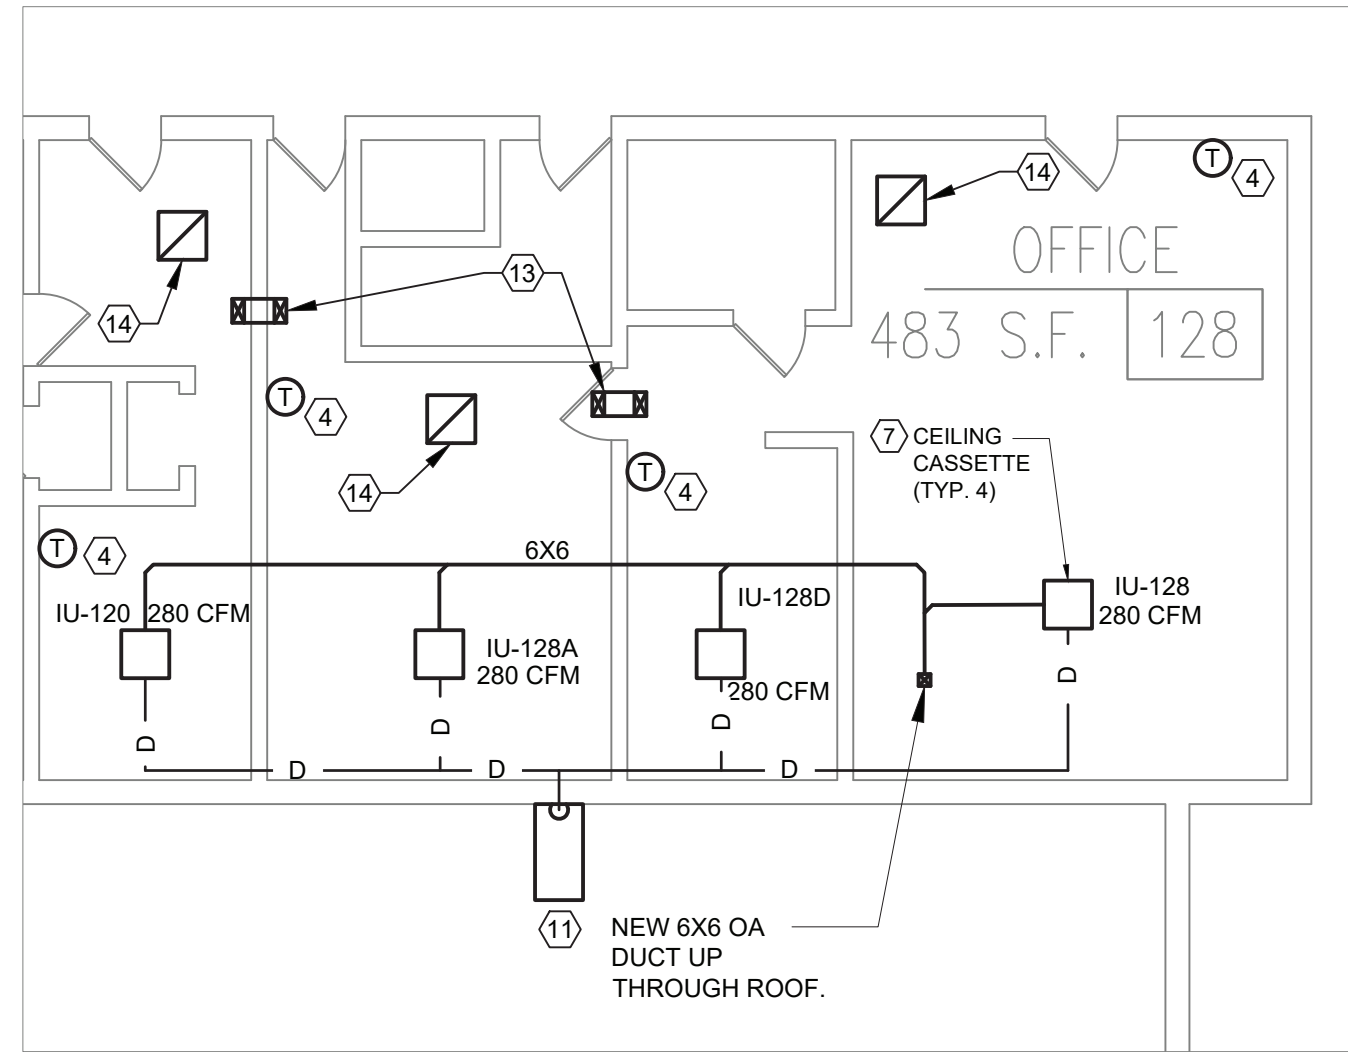 T
4
14
OFFICE
13
14
483 S.F. 128
T
4
7 CEILING
CASSETTE
(TYP. 4)
T
4
14
T
4
6X6
IU-120 280 CFM
IU-128D
IU-128
280 CFM
IU-128A
280 CFM
280 CFM
D
D
D
D
D
D
D
11
NEW 6X6 OA
DUCT UP
THROUGH ROOF.